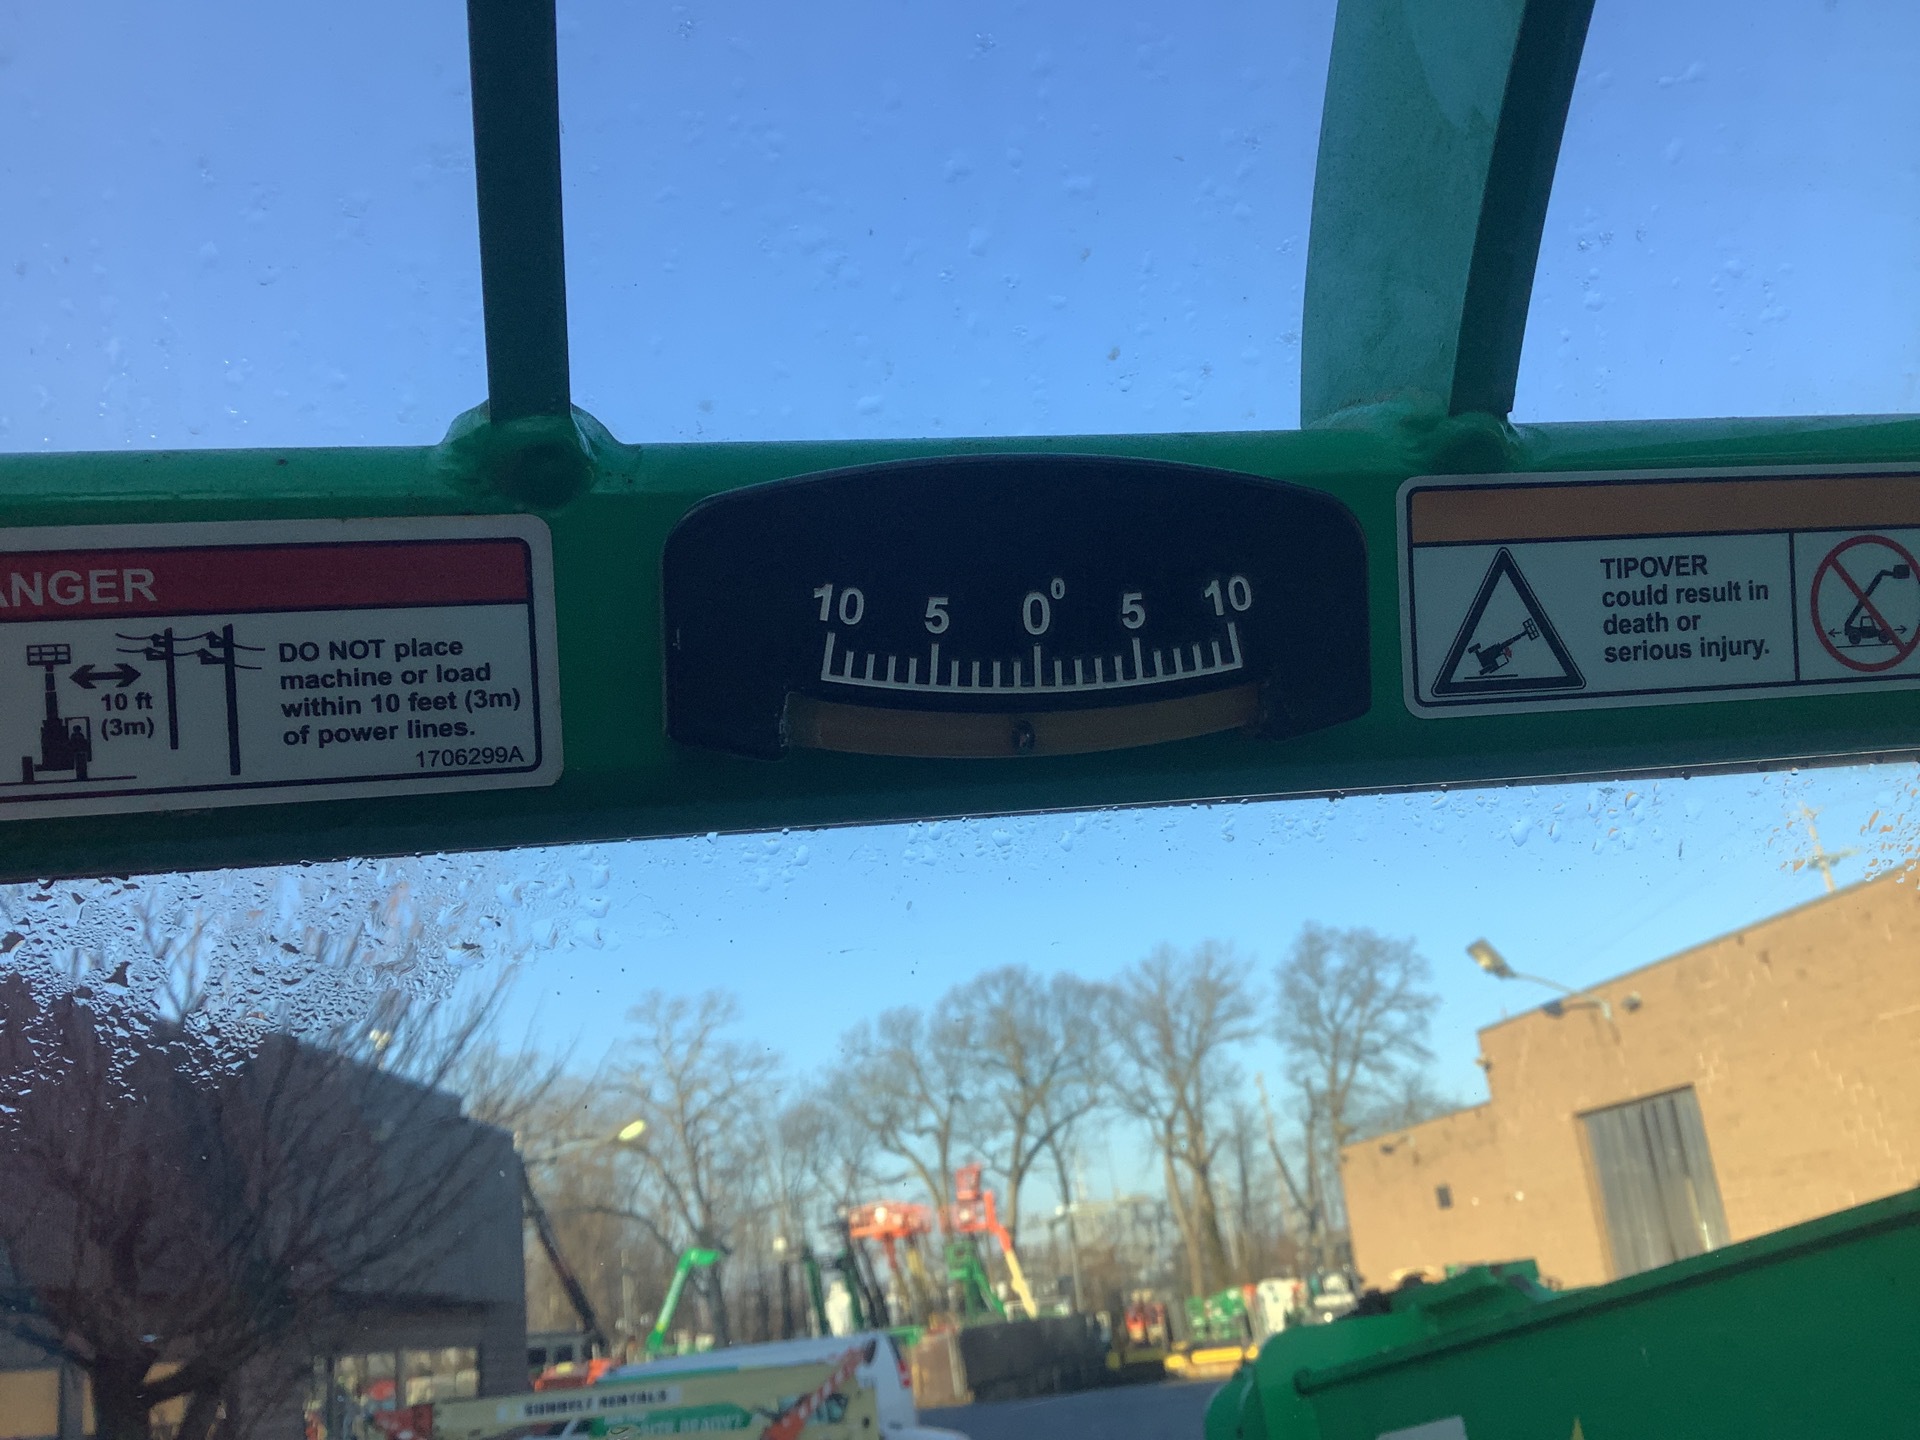 ANGER
10 ft
(3m)
DO NOT place
machine or load
within 10 feet (3m)
of power lines.
1706299A
10 5 0° 5 10
TIPOVER
could result in
death or
serious injury.
SUNBELT RENTALS